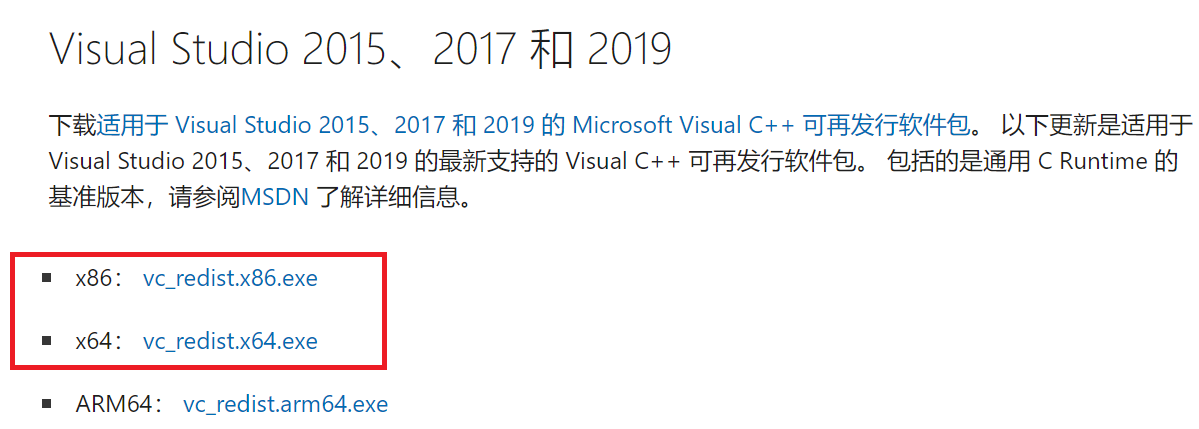 Visual Studio 2015、2017 和 2019
下载适用于 Visual Studio 2015、2017 和 2019 的 Microsoft Visual C++ 可再发行软件包。 以下更新是适用于
Visual Studio 2015、2017 和 2019 的最新支持的 Visual C++ 可再发行软件包。 包括的是通用 C Runtime 的
基准版本，请参阅MSDN 了解详细信息。
x86： vc_redist.x86.exe
x64： vc_redist.x64.exe
ARM64： vc_redist.arm64.exe